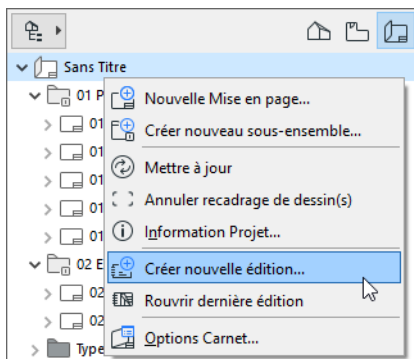 Sans Titre
01 P
Nouvelle Mise en page...
01
Créer nouveau sous-ensemble...
01
Mettre à jour
01
Annuler recadrage de dessin(s)
01
Information Projet...
01
02 E
Créer nouvelle édition...
02
Rouvrir dernière édition
02
Options Carnet...
Type